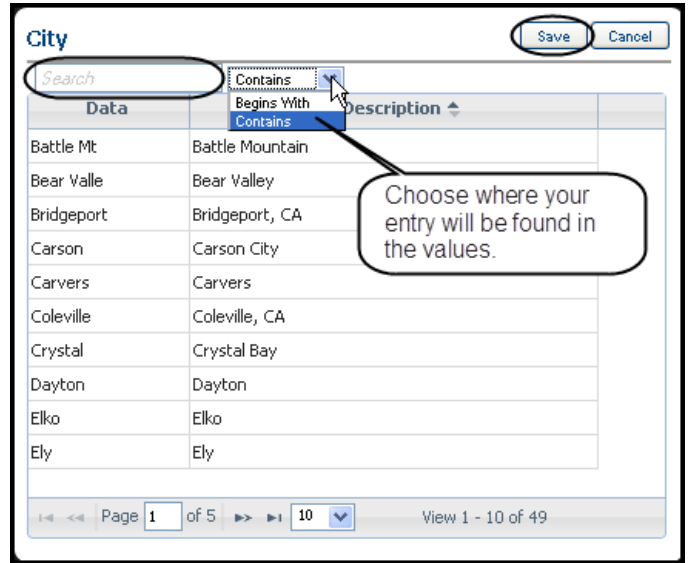 City Save Cancel
Search Contains
Begins With
Contains
Data Description
Battle Mt Battle Mountain
Bear Valle Bear Valley
Bridgeport Bridgeport, CA
Carson Carson City
Carvers Carvers
Coleville Coleville, CA
Crystal Crystal Bay
Dayton Dayton
Elko Elko
Ely Ely
Choose where your
entry will be found in
the values.
Page 1 of 5 10 View 1 - 10 of 49